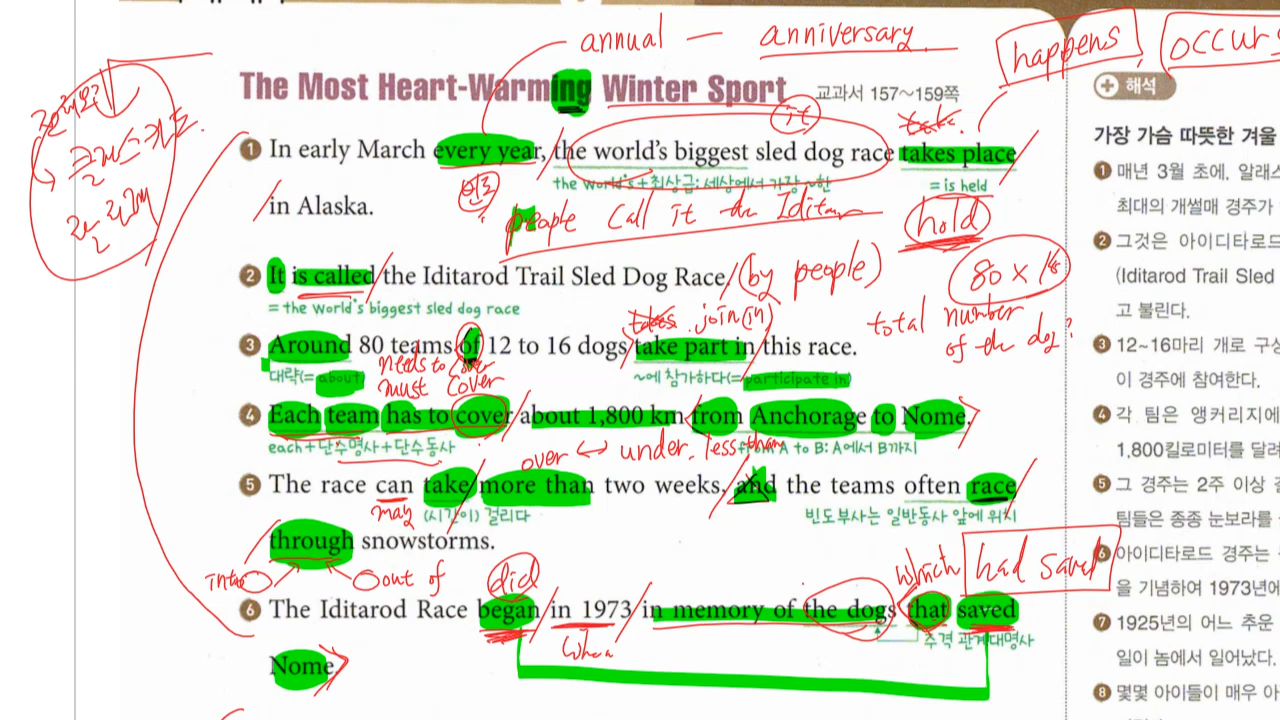 annual — anniversary
happens
occurs
The Most Heart-Warming Winter Sport 교과서 157~159쪽
해석
it
take.
가장 가슴 따뜻한 겨울
1 In early March every year, the world's biggest sled dog race takes place
the world's + 최상급: 세상에서 가장 ~한
= is held
in Alaska.
people call it the Iditar
hold
1 매년 3월 초에, 알래스
최대의 개썰매 경주가
2 It is called the Iditarod Trail Sled Dog Race (by people)
= the world's biggest sled dog race
80 x 16
total number
of the dog?
2 그것은 아이디타로드
(Iditarod Trail Sled
고 불린다.
takes join (in)
3 Around 80 teams of 12 to 16 dogs take part in this race.
대략(= about)
~에 참가하다(= participate in)
needs to cover
must cover
3 12~16마리 개로 구성
이 경주에 참여한다.
4 Each team has to cover about 1,800 km from Anchorage to Nome.
each + 단수명사 + 단수동사
A to B: A에서 B까지
over ↔ under. less than
4 각 팀은 앵커리지에
1,800킬로미터를 달려
5 The race can take more than two weeks, and the teams often race
may
(시간이) 걸리다
빈도부사는 일반동사 앞에 위치
through snowstorms.
into
out of
5 그 경주는 2주 이상 걸
팀들은 종종 눈보라를
did
which
had saved
6 The Iditarod Race began in 1973 in memory of the dogs that saved
when
주격 관계대명사
Nome.
6 아이디타로드 경주는
을 기념하여 1973년에
7 1925년의 어느 추운
일이 놈에서 일어났다.
8 몇몇 아이들이 매우 아